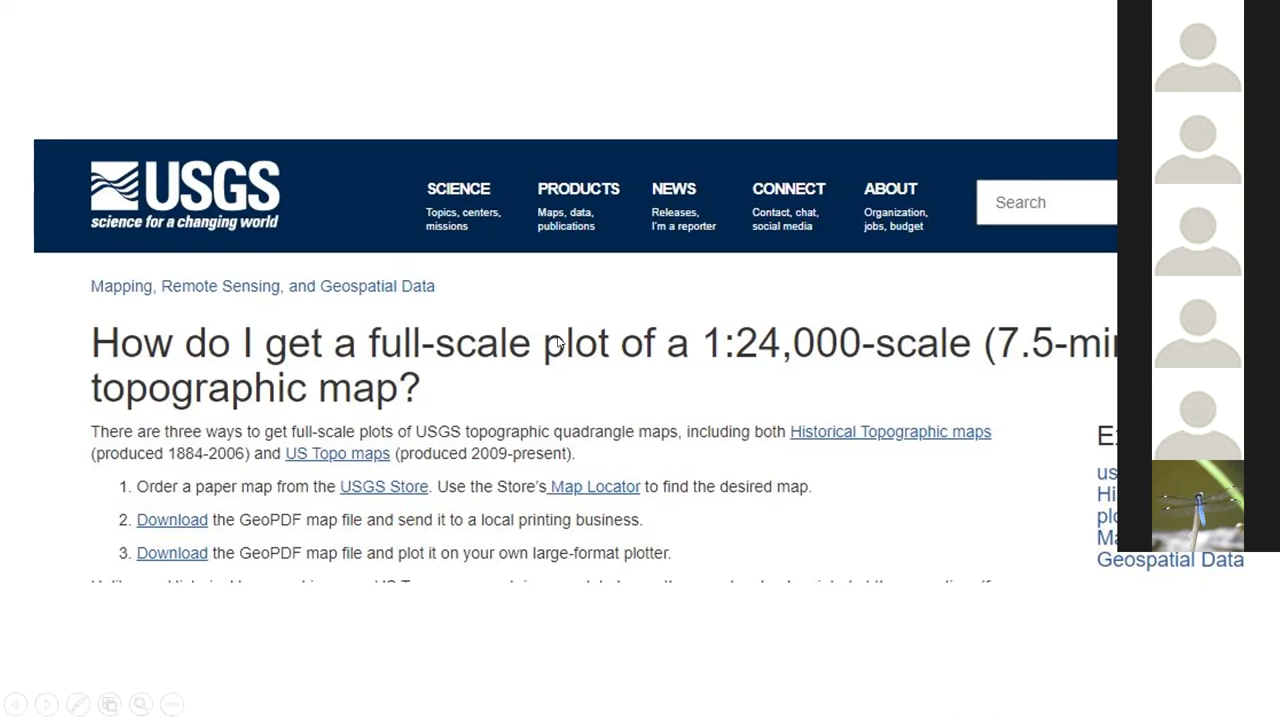 USGS
science for a changing world
SCIENCE
Topics, centers,
missions
PRODUCTS
Maps, data,
publications
NEWS
Releases,
I'm a reporter
CONNECT
Contact, chat,
social media
ABOUT
Organization,
jobs, budget
Search
Mapping, Remote Sensing, and Geospatial Data
How do I get a full-scale plot of a 1:24,000-scale (7.5-mi
topographic map?
There are three ways to get full-scale plots of USGS topographic quadrangle maps, including both Historical Topographic maps
(produced 1884-2006) and US Topo maps (produced 2009-present).
1. Order a paper map from the USGS Store. Use the Store's Map Locator to find the desired map.
2. Download the GeoPDF map file and send it to a local printing business.
3. Download the GeoPDF map file and plot it on your own large-format plotter.
Geospatial Data